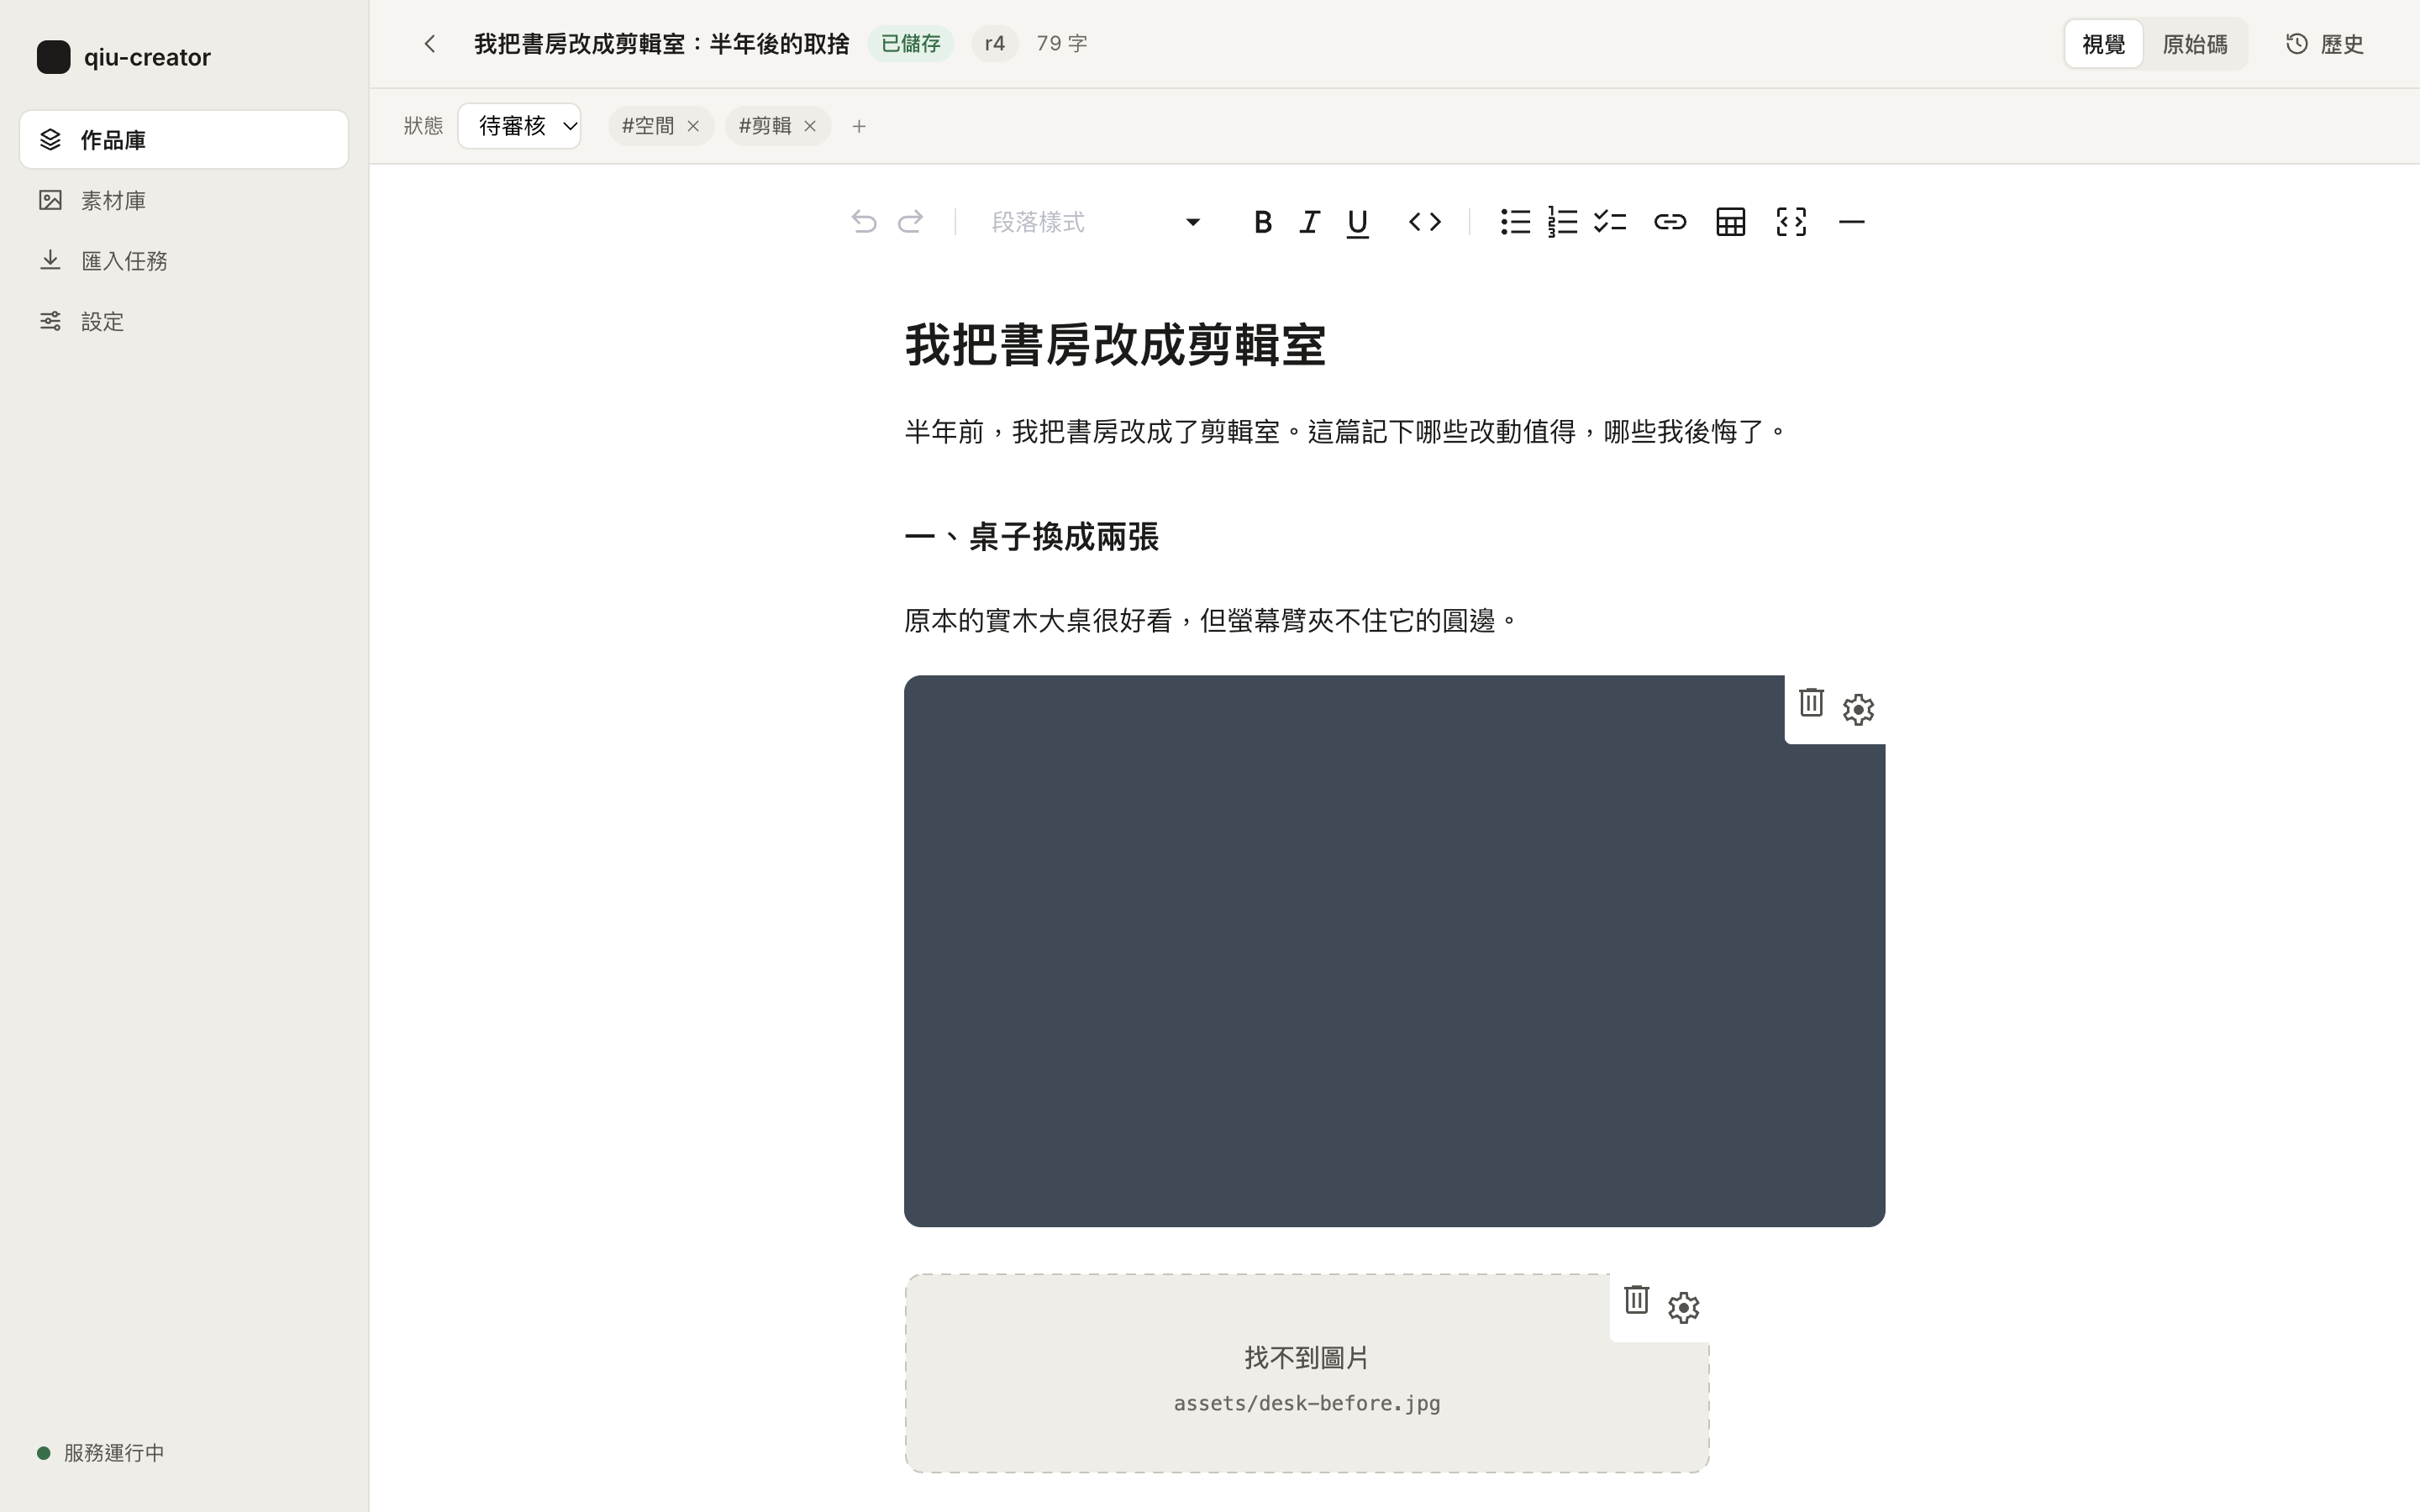 qiu-creator
作品庫
素材庫
匯入任務
設定
服務運行中
我把書房改成剪輯室：半年後的取捨 已儲存 r4 79 字
視覺 原始碼 歷史
狀態 待審核 #空間 #剪輯
段落樣式
我把書房改成剪輯室
半年前，我把書房改成了剪輯室。這篇記下哪些改動值得，哪些我後悔了。
一、桌子換成兩張
原本的實木大桌很好看，但螢幕臂夾不住它的圓邊。
找不到圖片
assets/desk-before.jpg